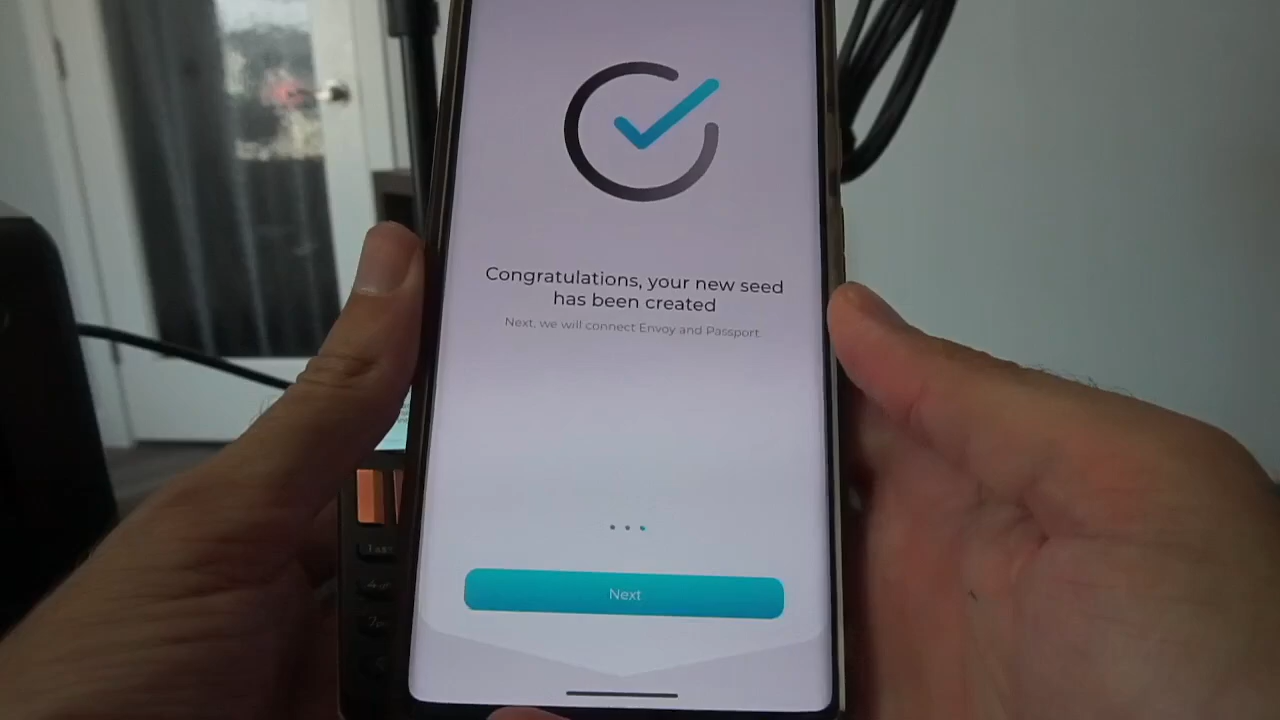 Congratulations, your new seed
has been created
Next, we will connect Envoy and Passport.
Next